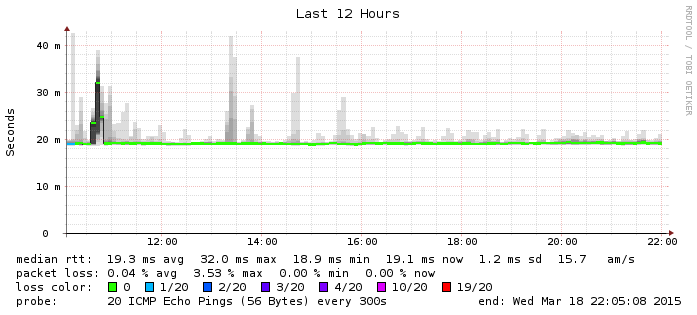 Last 12 Hours
RRDTOOL / TOBI OETIKER
Seconds
40 m
30 m
20 m
10 m
0
12:00 14:00 16:00 18:00 20:00 22:00
median rtt: 19.3 ms avg 32.0 ms max 18.9 ms min 19.1 ms now 1.2 ms sd 15.7 am/s
packet loss: 0.04 % avg 3.53 % max 0.00 % min 0.00 % now
loss color: 0 1/20 2/20 3/20 4/20 10/20 19/20
probe: 20 ICMP Echo Pings (56 Bytes) every 300s end: Wed Mar 18 22:05:08 2015